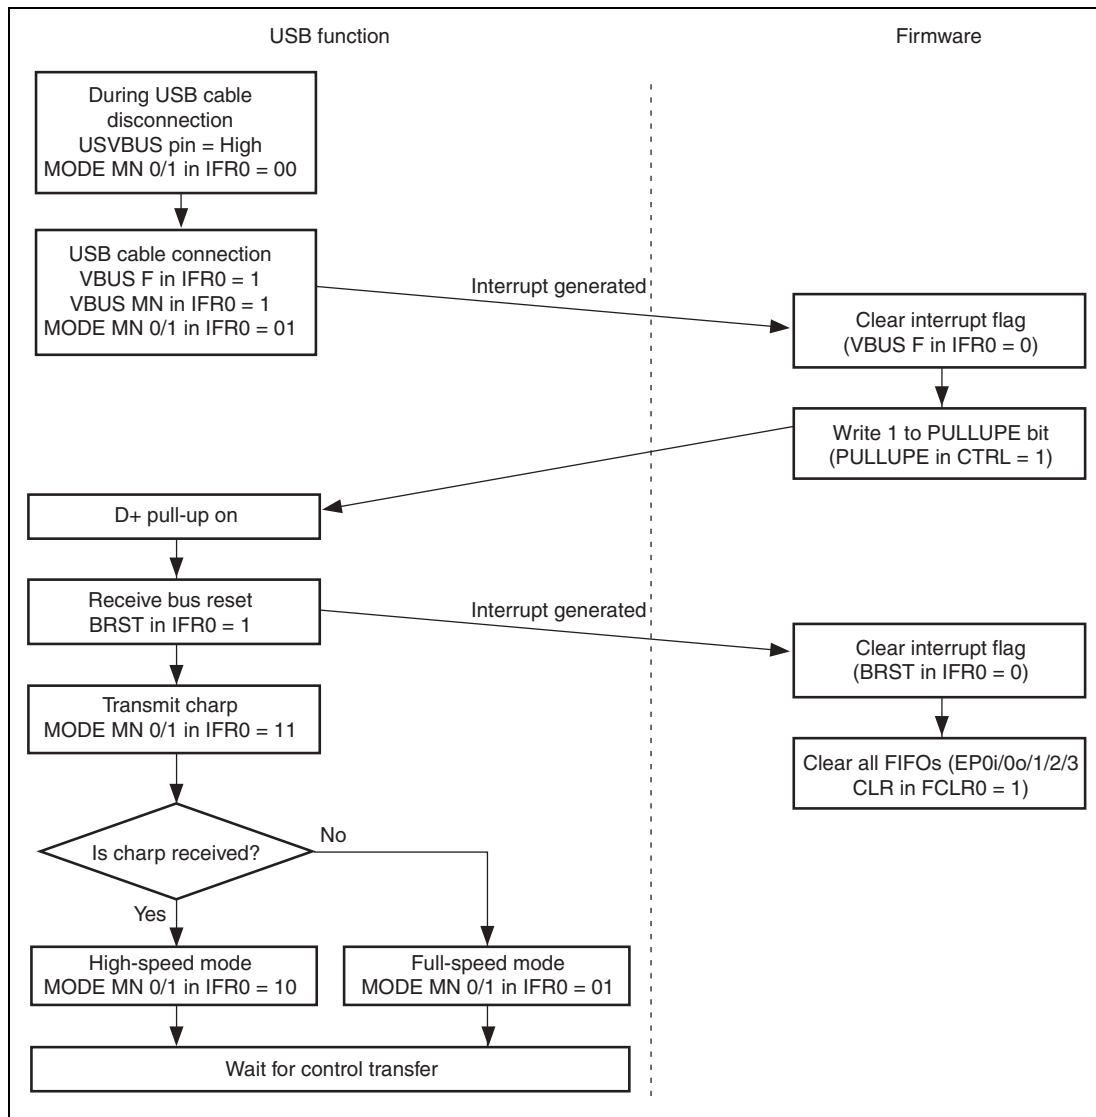 USB function
Firmware
During USB cable
disconnection
USVBUS pin = High
MODE MN 0/1 in IFR0 = 00
USB cable connection
VBUS F in IFR0 = 1
VBUS MN in IFR0 = 1
MODE MN 0/1 in IFR0 = 01
Interrupt generated
Clear interrupt flag
(VBUS F in IFR0 = 0)
Write 1 to PULLUPE bit
(PULLUPE in CTRL = 1)
D+ pull-up on
Receive bus reset
BRST in IFR0 = 1
Interrupt generated
Clear interrupt flag
(BRST in IFR0 = 0)
Transmit charp
MODE MN 0/1 in IFR0 = 11
Clear all FIFOs (EP0i/0o/1/2/3
CLR in FCLR0 = 1)
Is charp received?
No
Yes
High-speed mode
MODE MN 0/1 in IFR0 = 10
Full-speed mode
MODE MN 0/1 in IFR0 = 01
Wait for control transfer